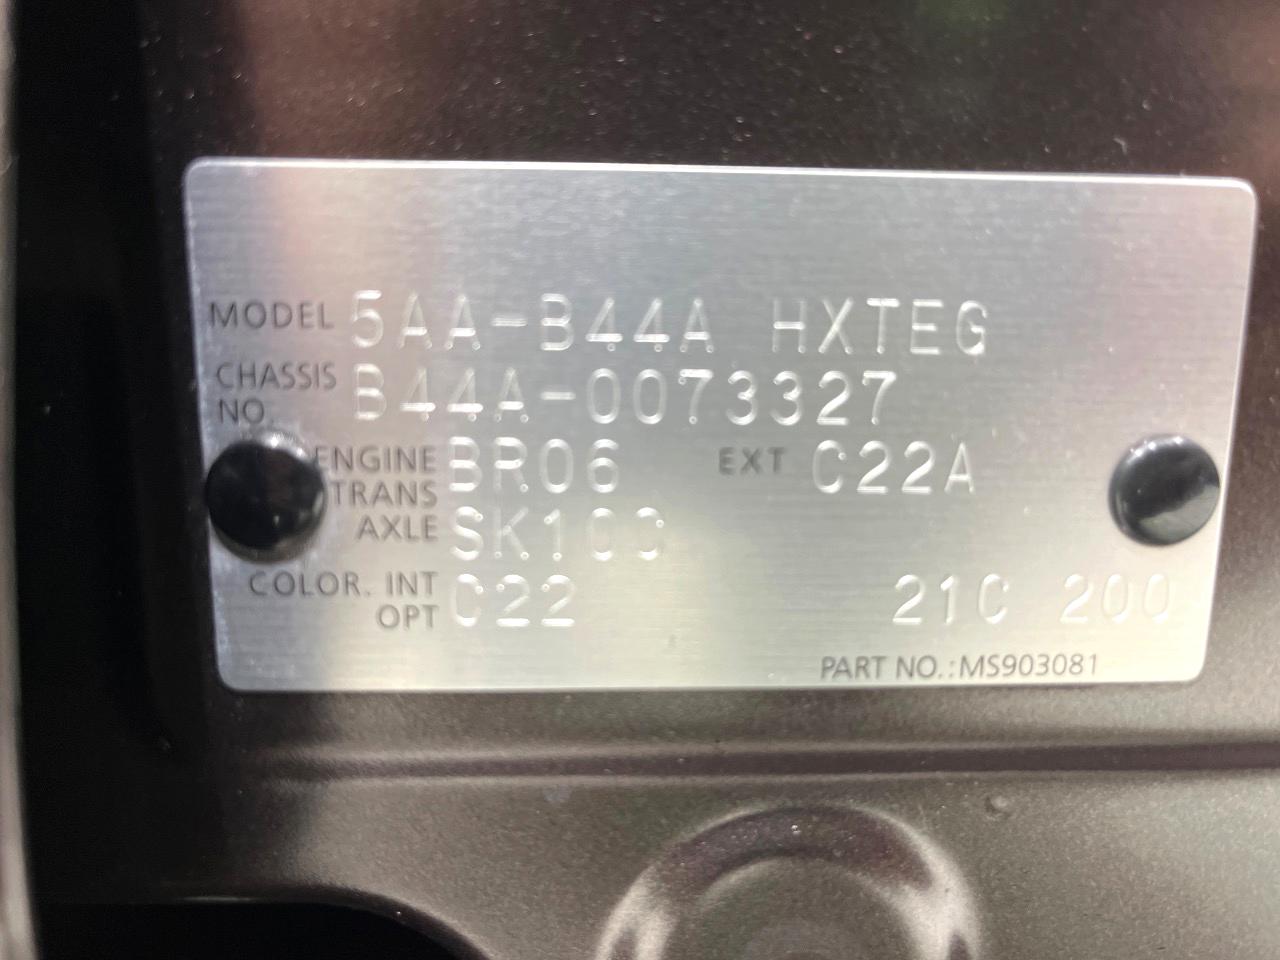 MODEL 5AA-B44A HXTEG
CHASSIS NO. B44A-0073327
ENGINE BR06 EXT C22A
TRANS AXLE SK100
COLOR. INT C22 21C 200
OPT
PART NO.:MS903081